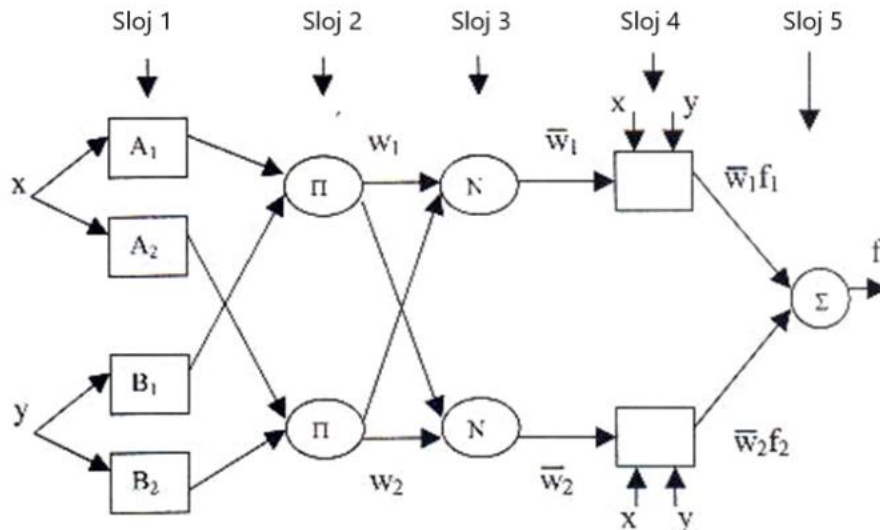 Sloj 1 Sloj 2 Sloj 3 Sloj 4 Sloj 5
x y
A₁ w₁ w̅₁
Π N w̅₁f₁
x
A₂ f
Σ
B₁
y Π N w̅₂f₂
B₂ w₂ w̅₂
x y